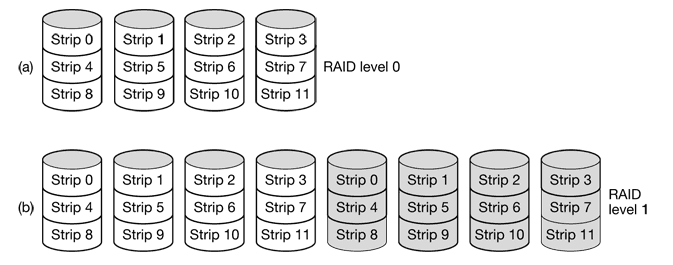 Strip 0 Strip 1 Strip 2 Strip 3
(a) Strip 4 Strip 5 Strip 6 Strip 7 RAID level 0
Strip 8 Strip 9 Strip 10 Strip 11
Strip 0 Strip 1 Strip 2 Strip 3 Strip 0 Strip 1 Strip 2 Strip 3
(b) Strip 4 Strip 5 Strip 6 Strip 7 Strip 4 Strip 5 Strip 6 Strip 7 RAID level 1
Strip 8 Strip 9 Strip 10 Strip 11 Strip 8 Strip 9 Strip 10 Strip 11